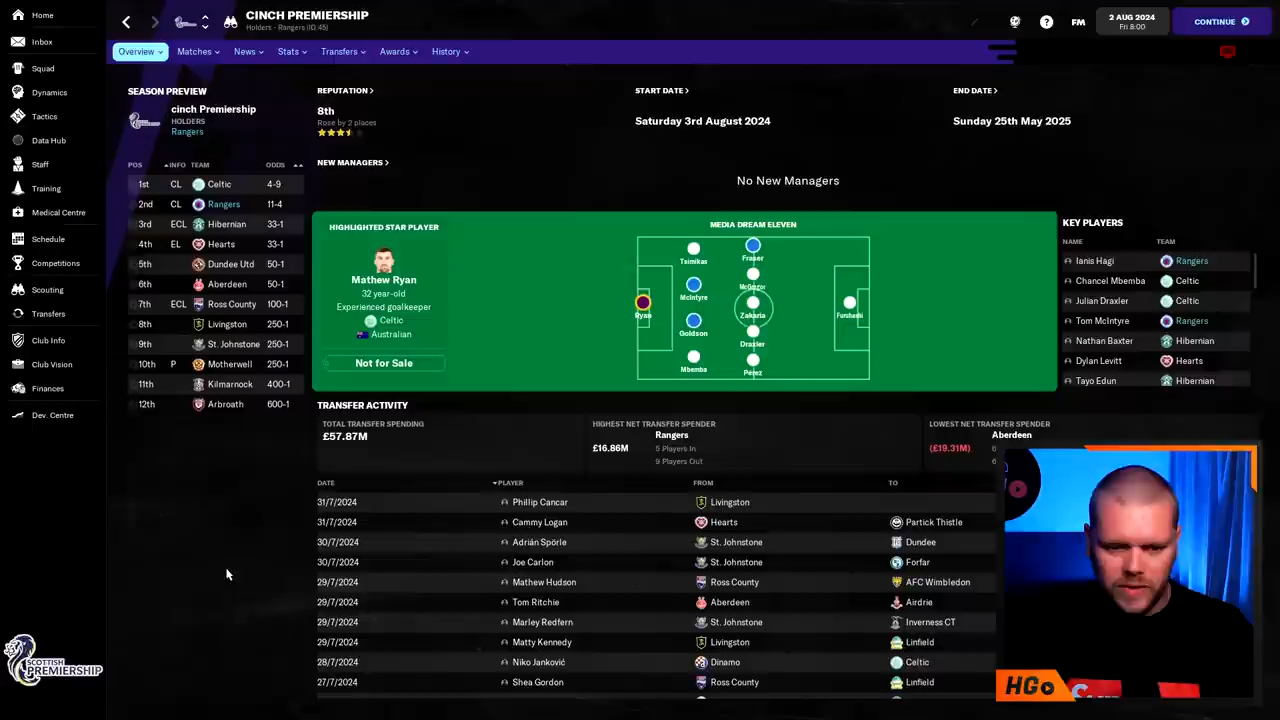 Home
Inbox
Squad
Dynamics
Tactics
Data Hub
Staff
Training
Medical Centre
Schedule
Competitions
Scouting
Transfers
Club Info
Club Vision
Finances
Dev. Centre
SCOTTISH
PREMIERSHIP
CINCH PREMIERSHIP
Holders - Rangers (ID:45)
FM
2 AUG 2024
Fri 8:00
CONTINUE
Overview Matches News Stats Transfers Awards History
SEASON PREVIEW
cinch Premiership
HOLDERS
Rangers
POS INFO TEAM ODDS
1st CL Celtic 4-9
2nd CL Rangers 11-4
3rd ECL Hibernian 33-1
4th EL Hearts 33-1
5th Dundee Utd 50-1
6th Aberdeen 50-1
7th ECL Ross County 100-1
8th Livingston 250-1
9th St. Johnstone 250-1
10th P Motherwell 250-1
11th Kilmarnock 400-1
12th Arbroath 600-1
REPUTATION >
8th
Rose by 2 places
START DATE >
Saturday 3rd August 2024
END DATE >
Sunday 25th May 2025
NEW MANAGERS >
No New Managers
HIGHLIGHTED STAR PLAYER
Mathew Ryan
32 year-old
Experienced goalkeeper
Celtic
Australian
Not for Sale
MEDIA DREAM ELEVEN
Fraser
Tsimikas
McGregor
McIntyre
Ryan
Zakaria
Furuhashi
Goldson
Draxler
Mbemba
Pérez
KEY PLAYERS
NAME TEAM
Ianis Hagi Rangers
Chancel Mbemba Celtic
Julian Draxler Celtic
Tom McIntyre Rangers
Nathan Baxter Hibernian
Dylan Levitt Hearts
Tayo Edun Hibernian
TRANSFER ACTIVITY
TOTAL TRANSFER SPENDING
£57.87M
HIGHEST NET TRANSFER SPENDER
£16.86M
Rangers
5 Players In
9 Players Out
LOWEST NET TRANSFER SPENDER
(£19.31M)
Aberdeen
DATE PLAYER FROM TO
31/7/2024 Phillip Cancar Livingston
31/7/2024 Cammy Logan Hearts Partick Thistle
30/7/2024 Adrián Spörle St. Johnstone Dundee
30/7/2024 Joe Carlon St. Johnstone Forfar
29/7/2024 Mathew Hudson Ross County AFC Wimbledon
29/7/2024 Tom Ritchie Aberdeen Airdrie
29/7/2024 Marley Redfern St. Johnstone Inverness CT
29/7/2024 Matty Kennedy Livingston Linfield
28/7/2024 Niko Janković Dinamo Celtic
27/7/2024 Shea Gordon Ross County Linfield
HGo